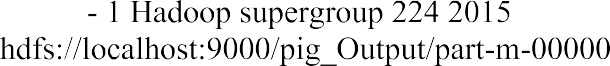 - 1 Hadoop supergroup 224 2015
hdfs://localhost:9000/pig_Output/part-m-00000